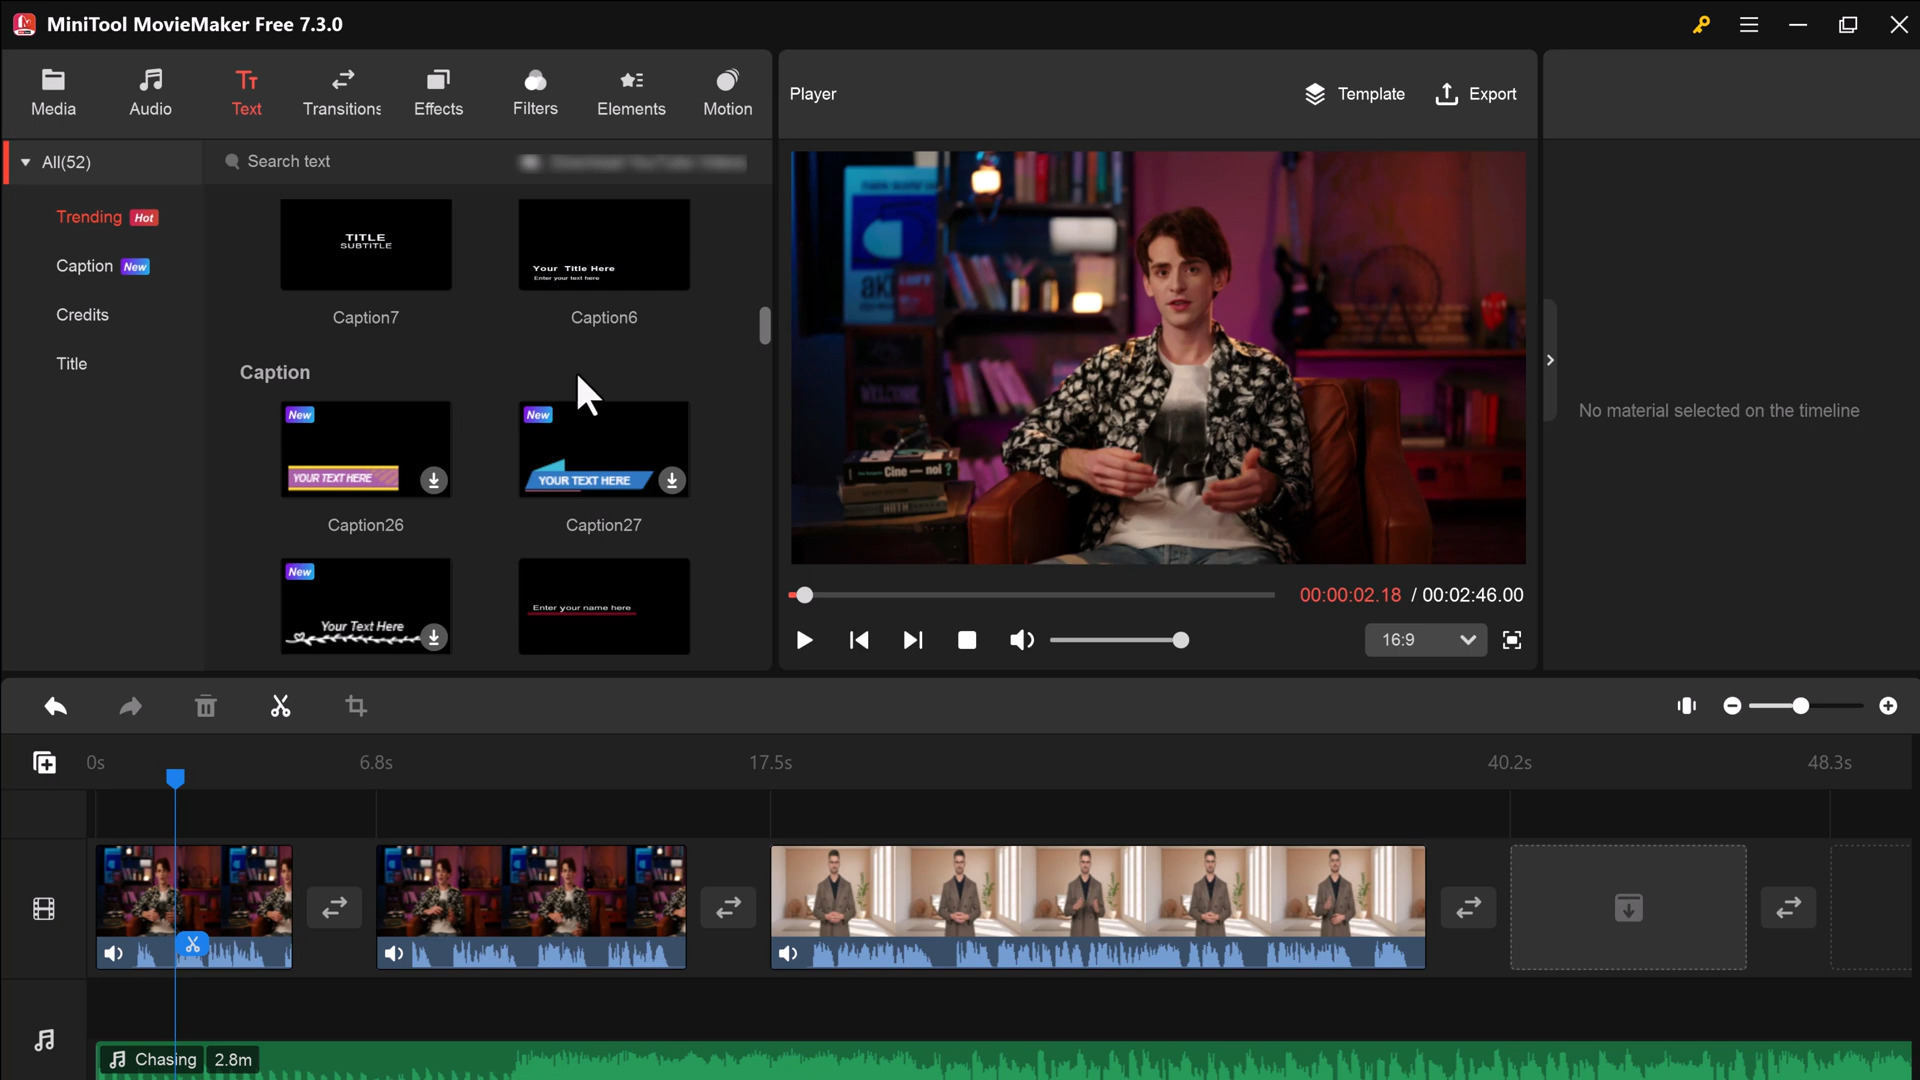 MiniTool MovieMaker Free 7.3.0
Media
Audio
Text
Transitions
Effects
Filters
Elements
Motion
Player
Template
Export
All(52)
Search text
Trending Hot
Caption New
Credits
Title
TITLE
SUBTITLE
Caption7
Your Title Here
Enter your text here
Caption6
Caption
New
YOUR TEXT HERE
Caption26
New
YOUR TEXT HERE
Caption27
New
Your Text Here
Enter your name here
WELCOME
Cine noi ?
No material selected on the timeline
00:00:02.18 / 00:02:46.00
16:9
0s
6.8s
17.5s
40.2s
48.3s
Chasing 2.8m